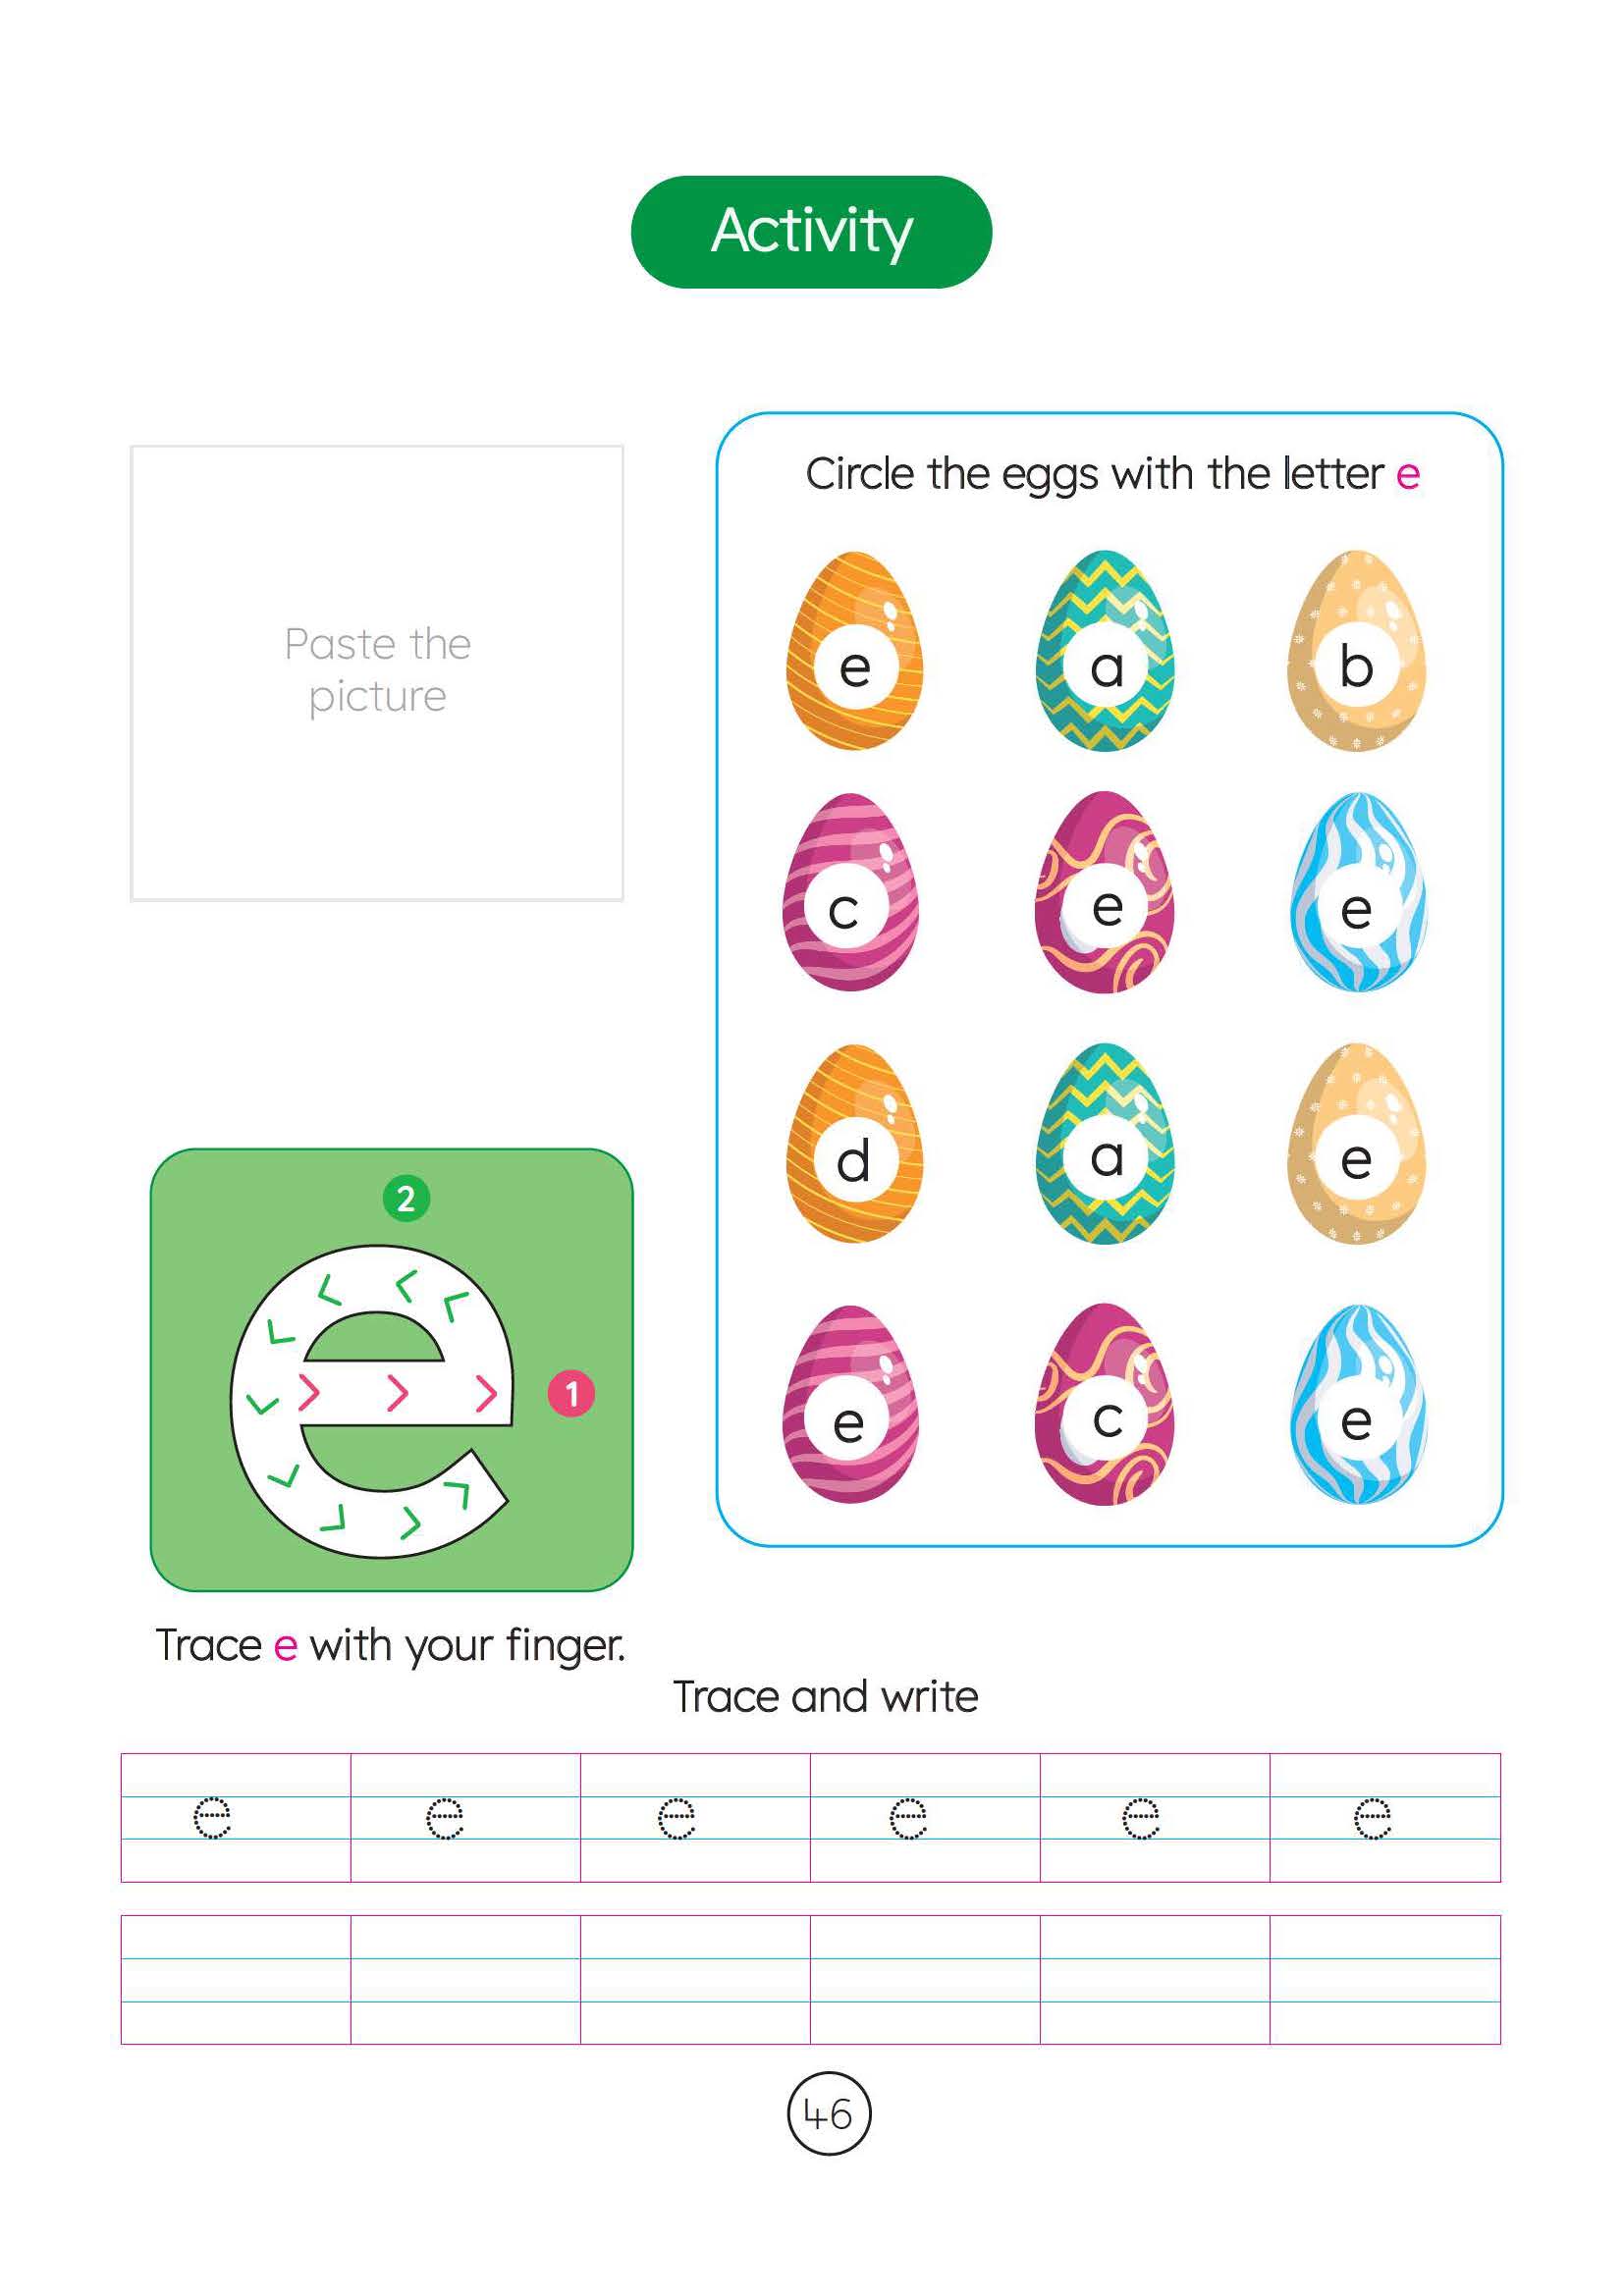 Activity
Paste the
picture
Circle the eggs with the letter e
e a b
c e e
d a e
e c e
2
1
Trace e with your finger.
Trace and write
e e e e e e
46